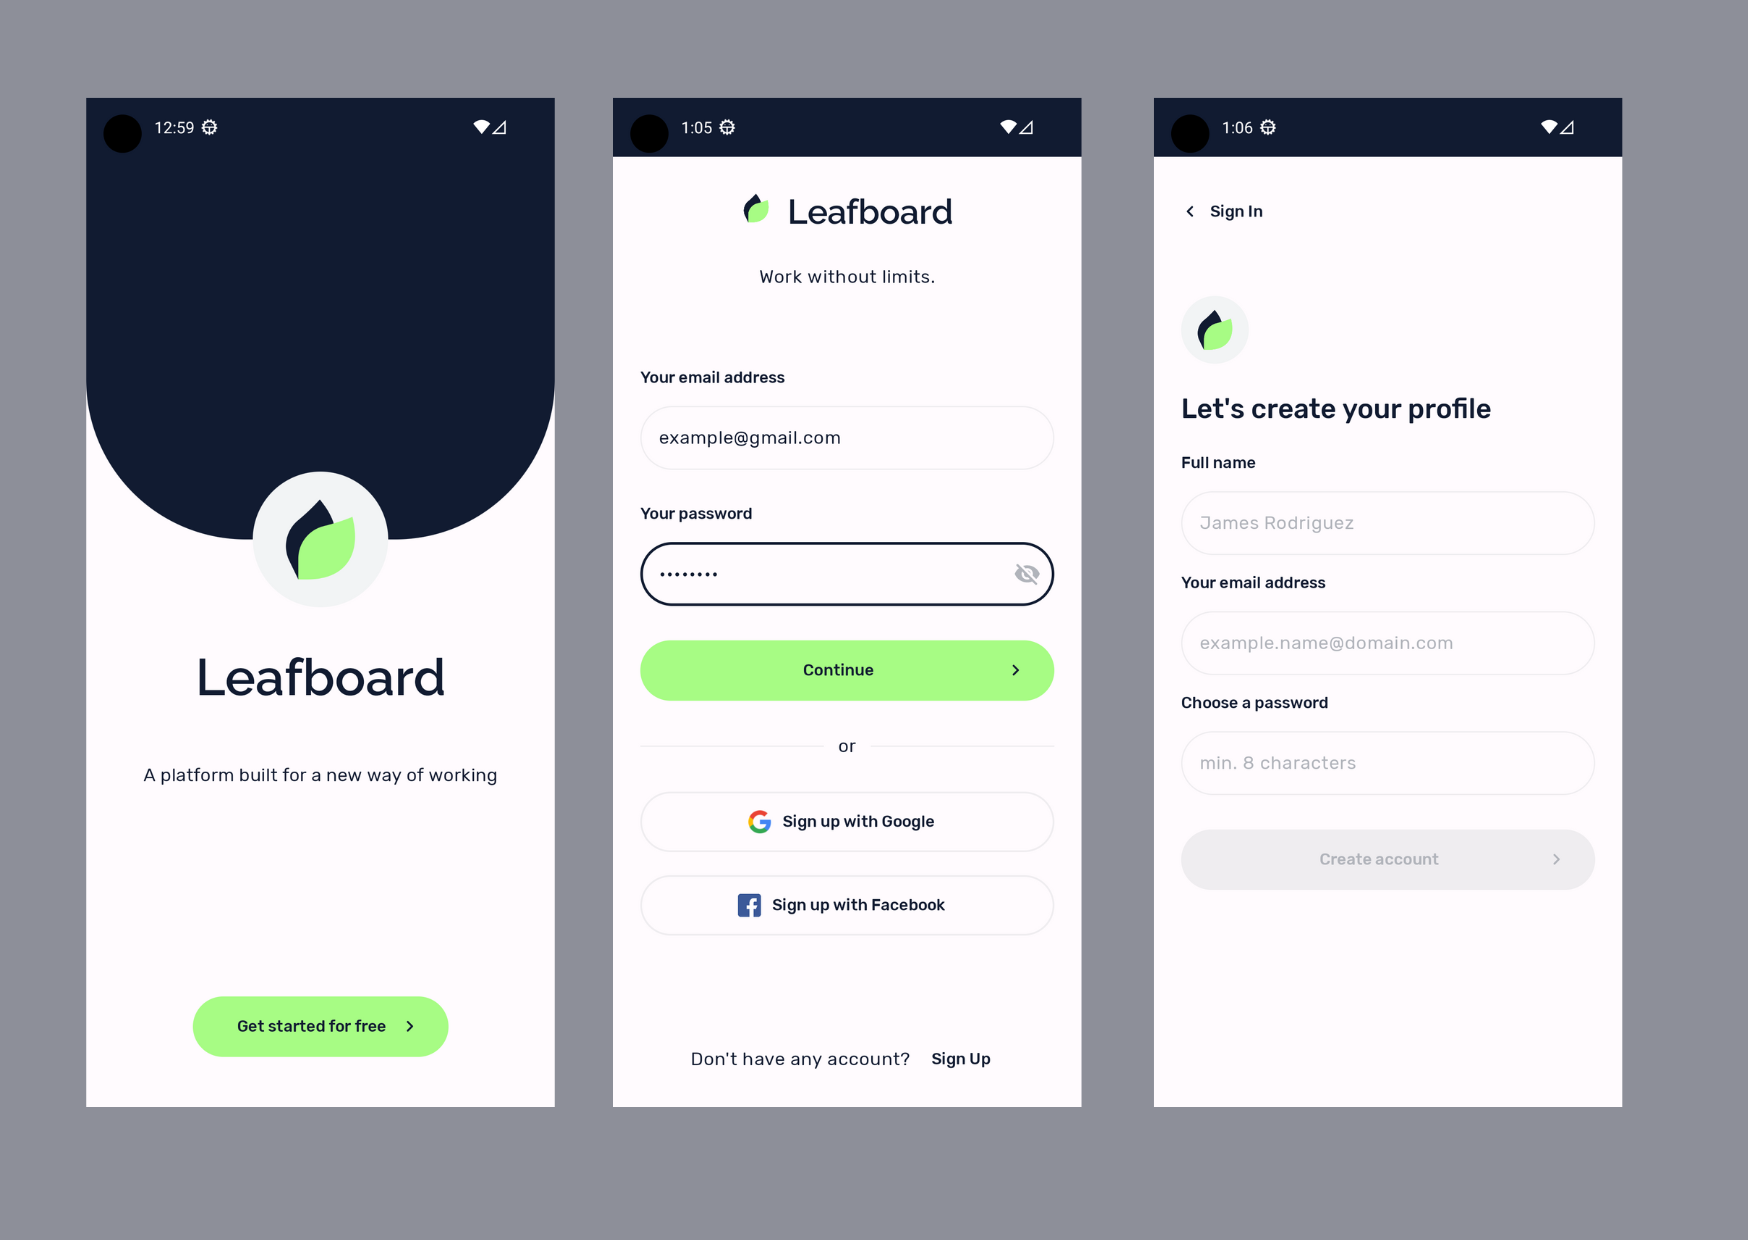 12:59
Leafboard
A platform built for a new way of working
Get started for free
1:05
Leafboard
Work without limits.
Your email address
example@gmail.com
Your password
••••••••
Continue
or
Sign up with Google
Sign up with Facebook
Don't have any account? Sign Up
1:06
Sign In
Let's create your profile
Full name
James Rodriguez
Your email address
example.name@domain.com
Choose a password
min. 8 characters
Create account